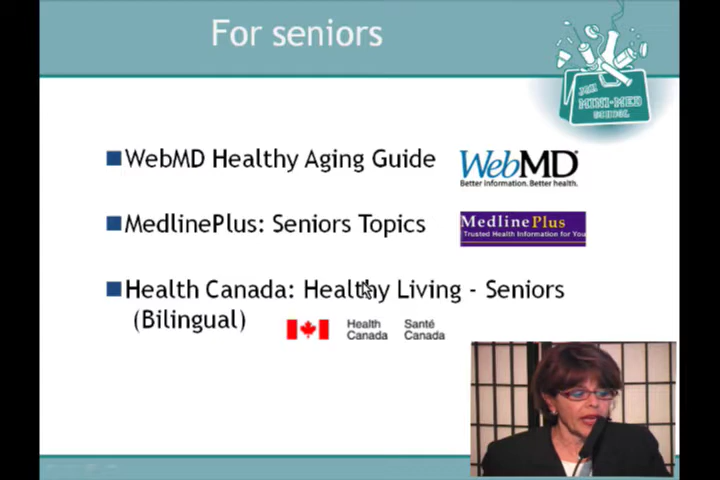 For seniors
JGH
MINI-MED
SCHOOL
WebMD Healthy Aging Guide
WebMD
Better information. Better health.
MedlinePlus: Seniors Topics
MedlinePlus
Trusted Health Information for You
Health Canada: Healthy Living - Seniors
(Bilingual)
Health Canada
Santé Canada